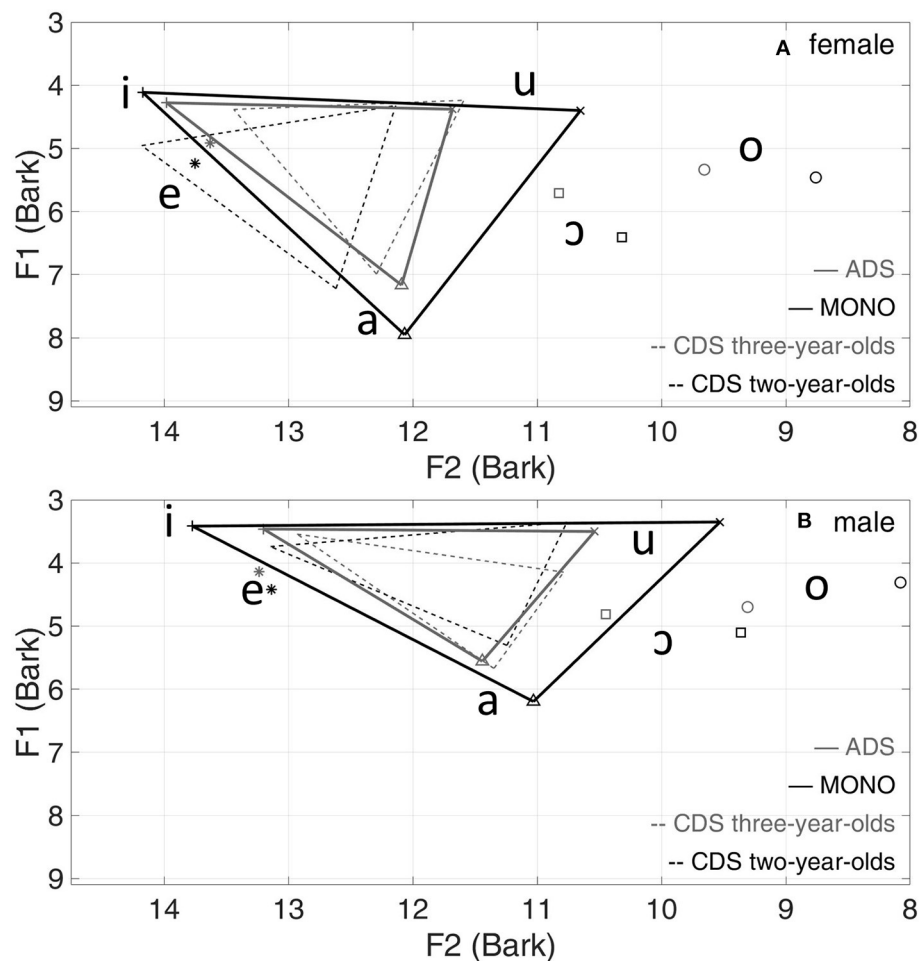 3
A female
4
i
u
5
o
e
6
ɔ
F1 (Bark)
7
— ADS
a
— MONO
8
-- CDS three-year-olds
-- CDS two-year-olds
9
14 13 12 11 10 9 8
F2 (Bark)
3
B male
i
u
4
e
o
5
ɔ
F1 (Bark)
6
a
7
— ADS
— MONO
8
-- CDS three-year-olds
-- CDS two-year-olds
9
14 13 12 11 10 9 8
F2 (Bark)